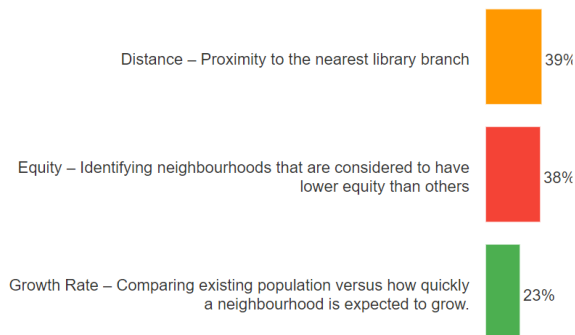 Distance – Proximity to the nearest library branch
39%
Equity – Identifying neighbourhoods that are considered to have
lower equity than others
38%
Growth Rate – Comparing existing population versus how quickly
a neighbourhood is expected to grow.
23%